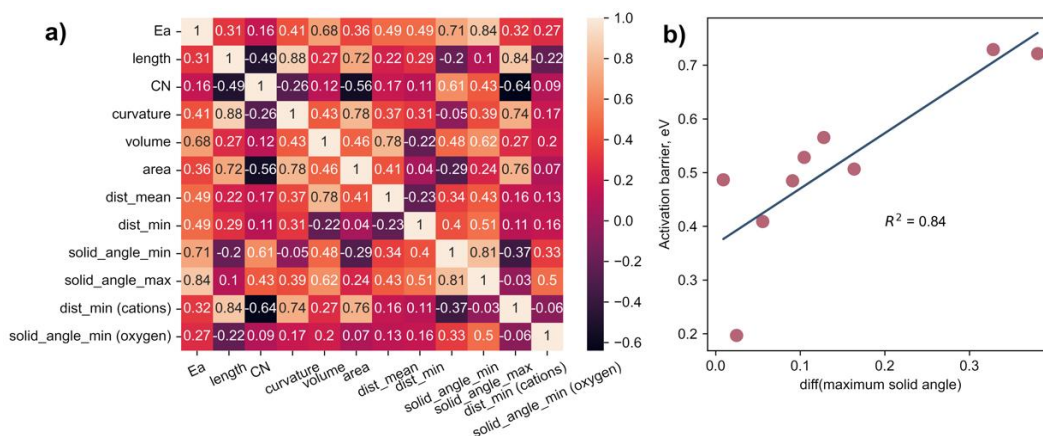 a)
Ea 1 0.31 0.16 0.41 0.68 0.36 0.49 0.49 0.71 0.84 0.32 0.27
length 0.31 1 -0.49 0.88 0.27 0.72 0.22 0.29 -0.2 0.1 0.84 -0.22
CN 0.16 -0.49 1 -0.26 0.12 -0.56 0.17 0.11 0.61 0.43 -0.64 0.09
curvature 0.41 0.88 -0.26 1 0.43 0.78 0.37 0.31 -0.05 0.39 0.74 0.17
volume 0.68 0.27 0.12 0.43 1 0.46 0.78 -0.22 0.48 0.62 0.27 0.2
area 0.36 0.72 -0.56 0.78 0.46 1 0.41 0.04 -0.29 0.24 0.76 0.07
dist_mean 0.49 0.22 0.17 0.37 0.78 0.41 1 -0.23 0.34 0.43 0.16 0.13
dist_min 0.49 0.29 0.11 0.31 -0.22 0.04 -0.23 1 0.4 0.51 0.11 0.16
solid_angle_min 0.71 -0.2 0.61 -0.05 0.48 -0.29 0.34 0.4 1 0.81 -0.37 0.33
solid_angle_max 0.84 0.1 0.43 0.39 0.62 0.24 0.43 0.51 0.81 1 -0.03 0.5
dist_min (cations) 0.32 0.84 -0.64 0.74 0.27 0.76 0.16 0.11 -0.37 -0.03 1 -0.06
solid_angle_min (oxygen) 0.27 -0.22 0.09 0.17 0.2 0.07 0.13 0.16 0.33 0.5 -0.06 1
Ea
length
CN
curvature
volume
area
dist_mean
dist_min
solid_angle_min
solid_angle_max
dist_min (cations)
solid_angle_min (oxygen)
1.0
0.8
0.6
0.4
0.2
0.0
-0.2
-0.4
-0.6
b)
Activation barrier, eV
0.7
0.6
0.5
0.4
0.3
0.2
R² = 0.84
0.0
0.1
0.2
0.3
diff(maximum solid angle)